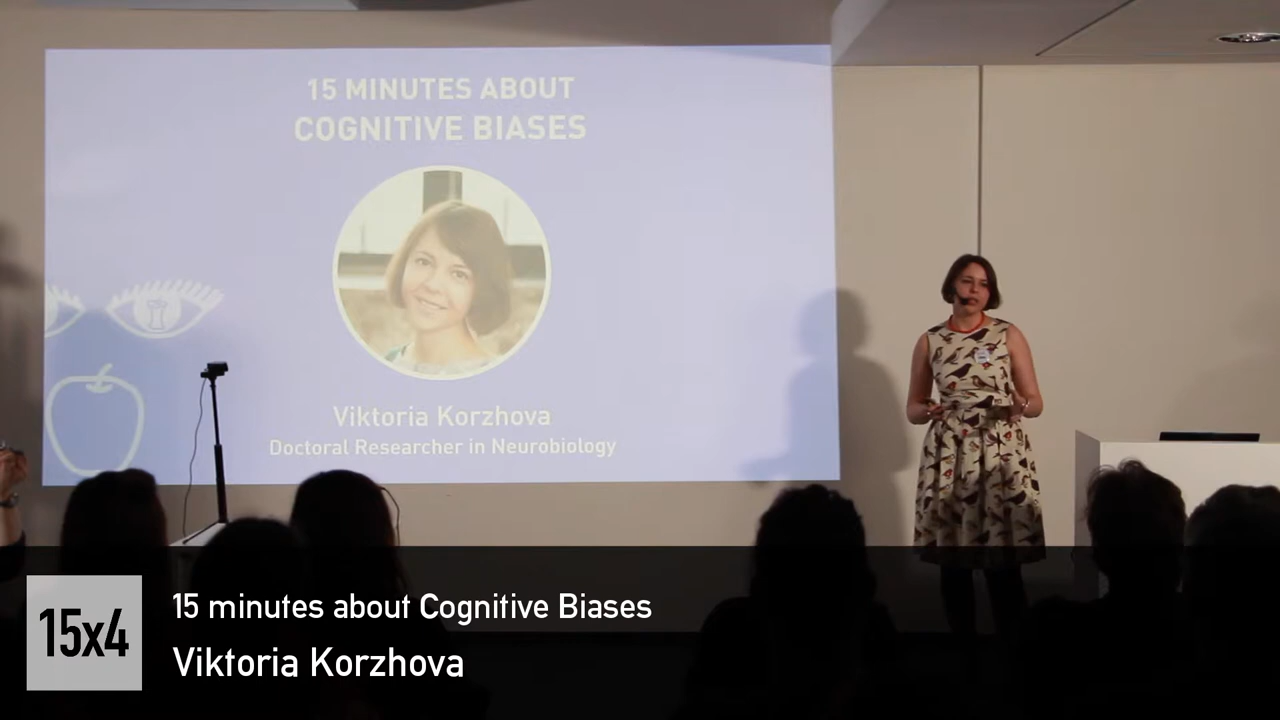 15 MINUTES ABOUT
COGNITIVE BIASES
Viktoria Korzhova
Doctoral Researcher in Neurobiology
15x4
15 minutes about Cognitive Biases
Viktoria Korzhova